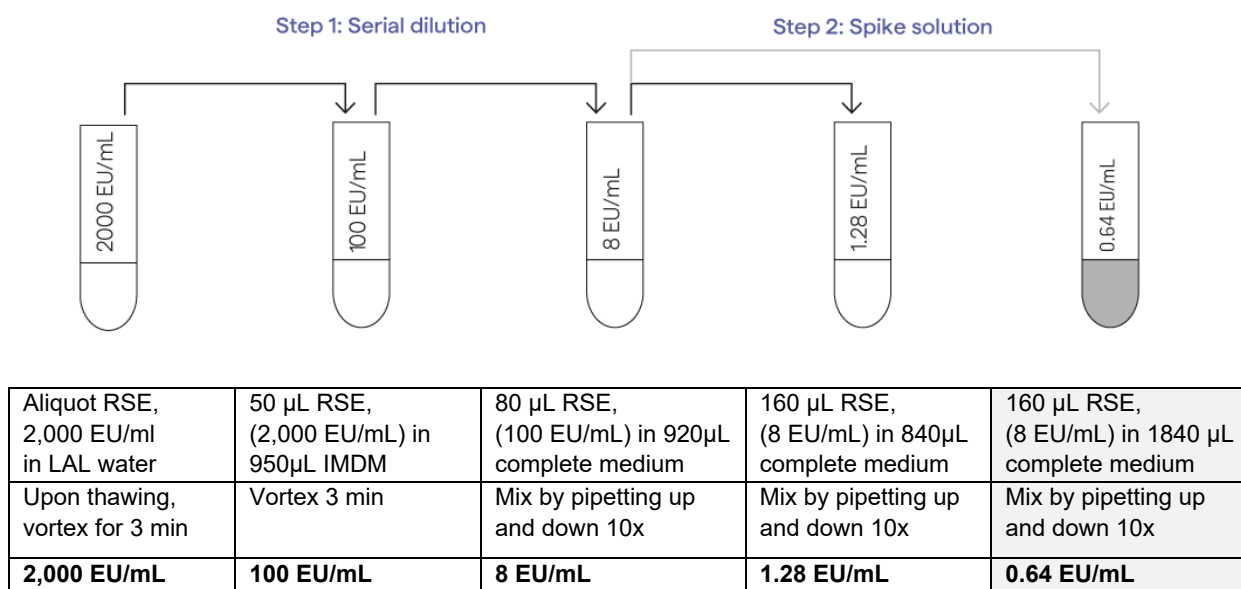 Step 1: Serial dilution
Step 2: Spike solution
2000 EU/mL
100 EU/mL
8 EU/mL
1.28 EU/mL
0.64 EU/mL
Aliquot RSE,
2,000 EU/ml
in LAL water
50 µL RSE,
(2,000 EU/mL) in
950µL IMDM
80 µL RSE,
(100 EU/mL) in 920µL
complete medium
160 µL RSE,
(8 EU/mL) in 840µL
complete medium
160 µL RSE,
(8 EU/mL) in 1840 µL
complete medium
Upon thawing,
vortex for 3 min
Vortex 3 min
Mix by pipetting up
and down 10x
Mix by pipetting up
and down 10x
Mix by pipetting up
and down 10x
2,000 EU/mL
100 EU/mL
8 EU/mL
1.28 EU/mL
0.64 EU/mL